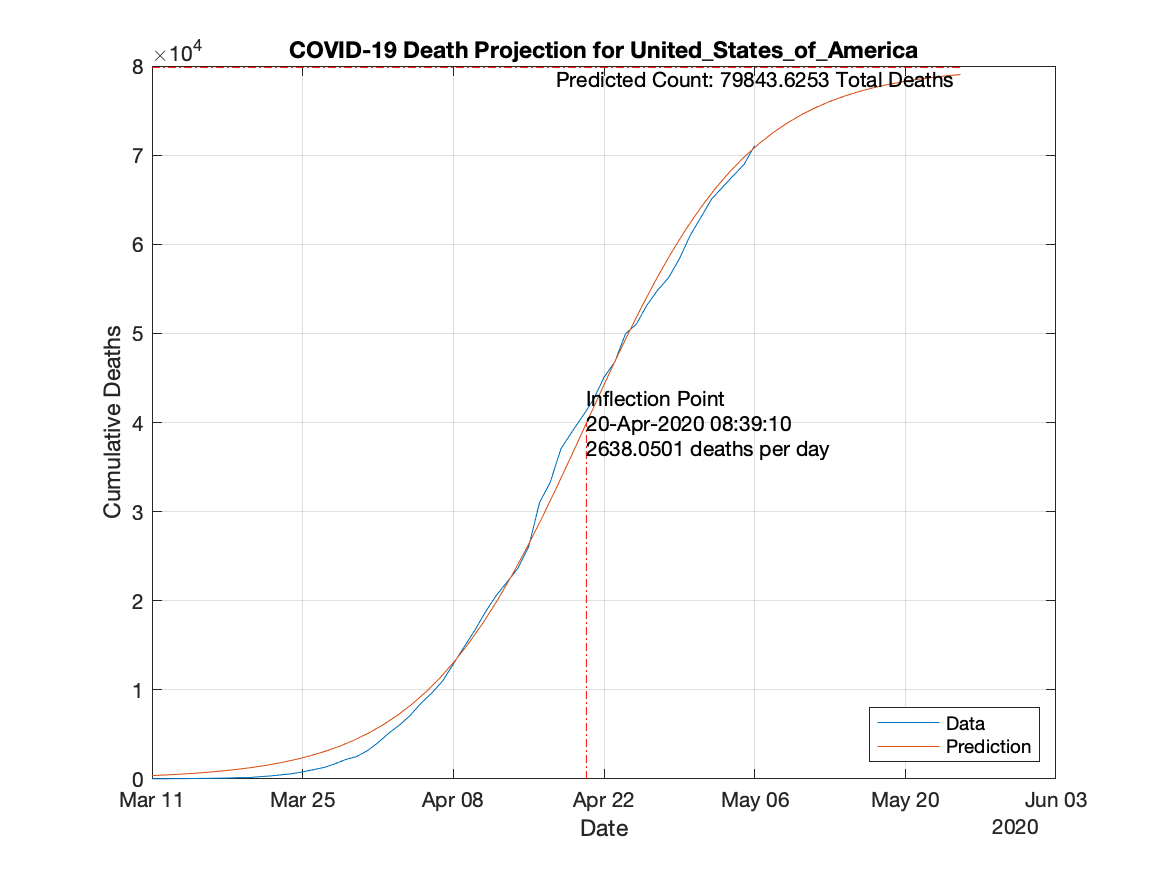 COVID-19 Death Projection for United_States_of_America
×10^4
8
Predicted Count: 79843.6253 Total Deaths
7
6
5
Inflection Point
4
20-Apr-2020 08:39:10
2638.0501 deaths per day
3
2
1
0
Cumulative Deaths
Data
Prediction
Mar 11 Mar 25 Apr 08 Apr 22 May 06 May 20 Jun 03
Date
2020